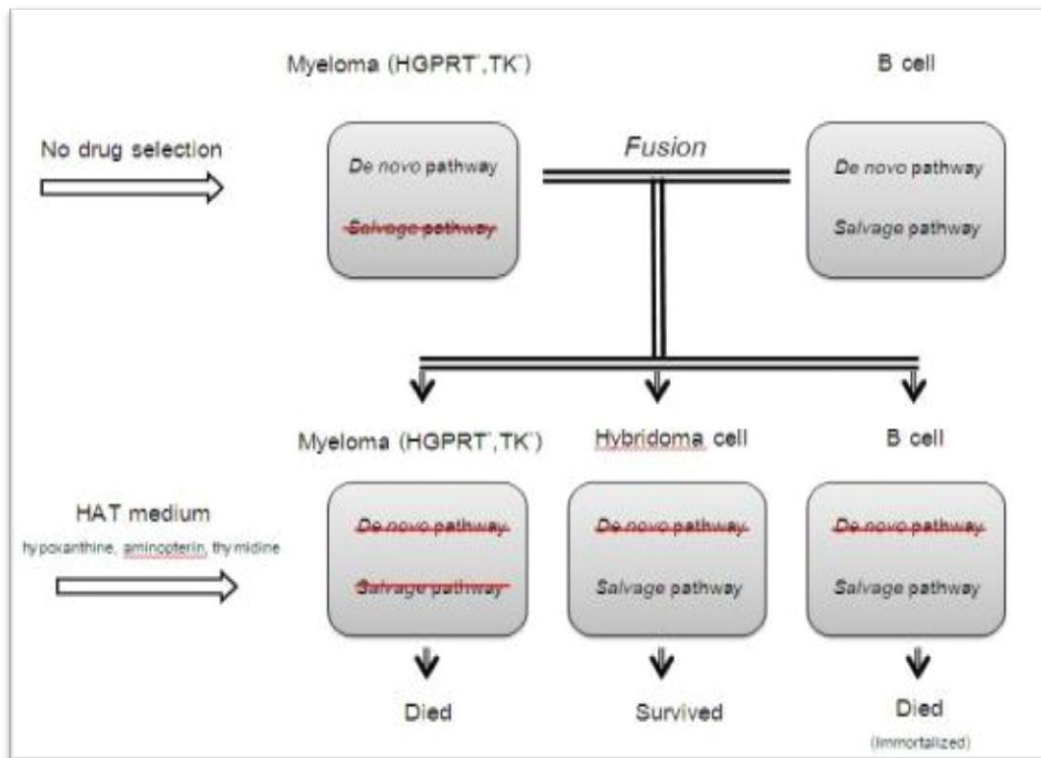 Myeloma (HGPRT⁻,TK⁻)
B cell
No drug selection
De novo pathway
Salvage pathway
Fusion
De novo pathway
Salvage pathway
Myeloma (HGPRT⁻,TK⁻)
Hybridoma cell
B cell
HAT medium
hypoxanthine, aminopterin, thymidine
De novo pathway
Salvage pathway
De novo pathway
Salvage pathway
De novo pathway
Salvage pathway
Died
Survived
Died
(immortalized)